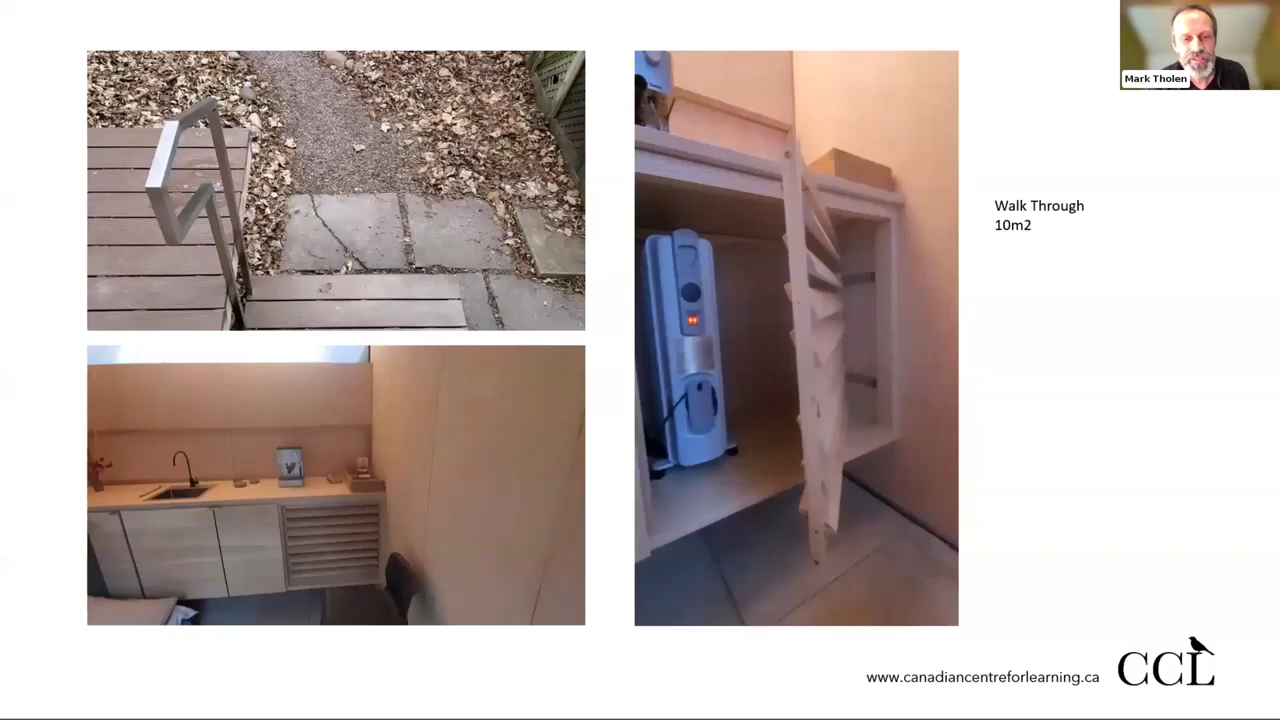 Mark Tholen
Walk Through
10m2
www.canadiancentreforlearning.ca
CCL